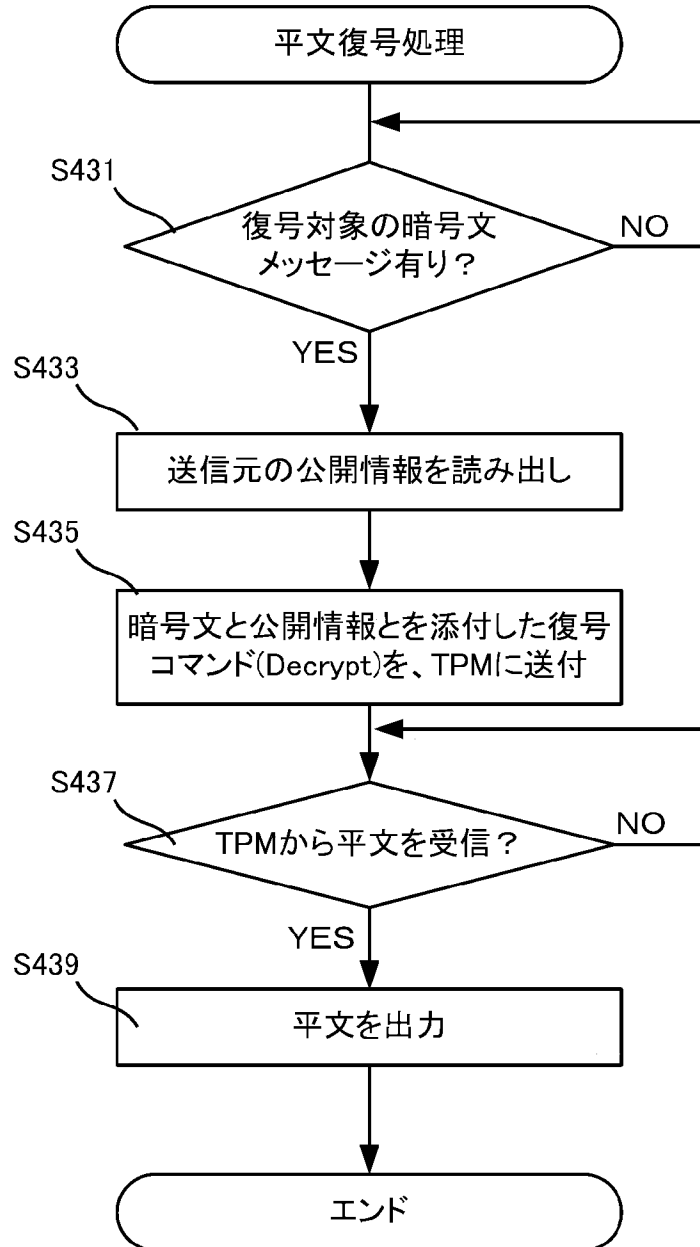 平文復号処理
S431
復号対象の暗号文
メッセージ有り？
NO
YES
S433
送信元の公開情報を読み出し
S435
暗号文と公開情報とを添付した復号
コマンド(Decrypt)を、TPMに送付
S437
TPMから平文を受信？
NO
YES
S439
平文を出力
エンド